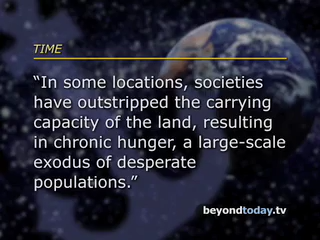 TIME
“In some locations, societies
have outstripped the carrying
capacity of the land, resulting
in chronic hunger, a large-scale
exodus of desperate
populations.”
beyondtoday.tv